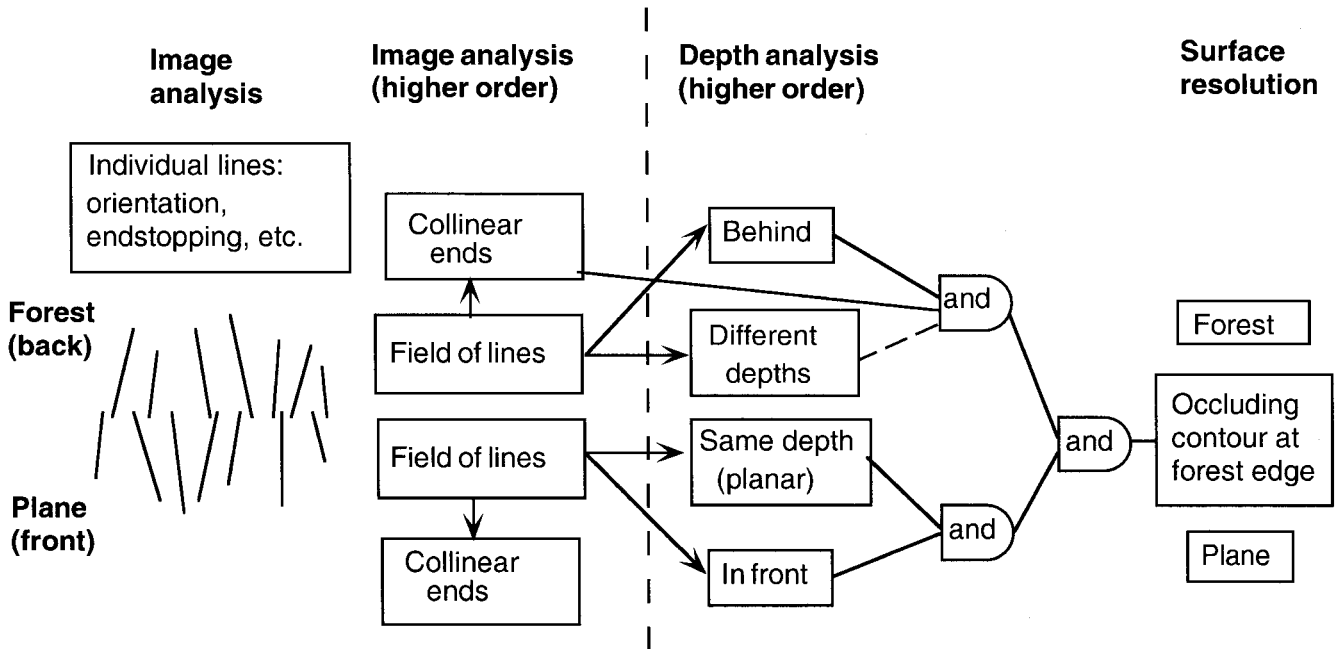 Image
analysis
Image analysis
(higher order)
Depth analysis
(higher order)
Surface
resolution
Individual lines:
orientation,
endstopping, etc.
Collinear
ends
Behind
and
Forest
(back)
Field of lines
Different
depths
Forest
Field of lines
Same depth
(planar)
and
Occluding
contour at
forest edge
Plane
(front)
Collinear
ends
In front
and
Plane